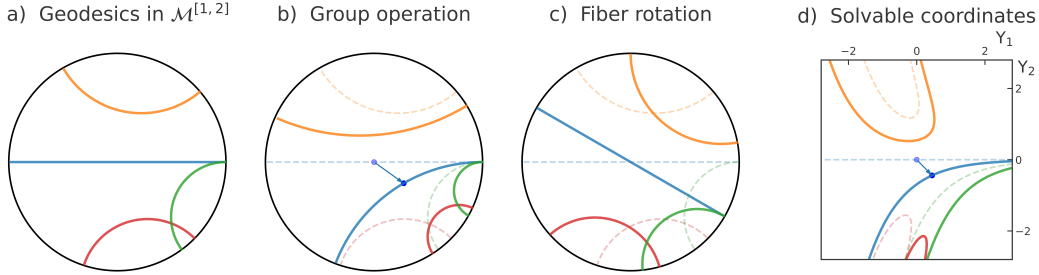 a) Geodesics in 𝓜^[1, 2]
b) Group operation
c) Fiber rotation
d) Solvable coordinates
Y₁
−2 0 2
Y₂
2
0
−2